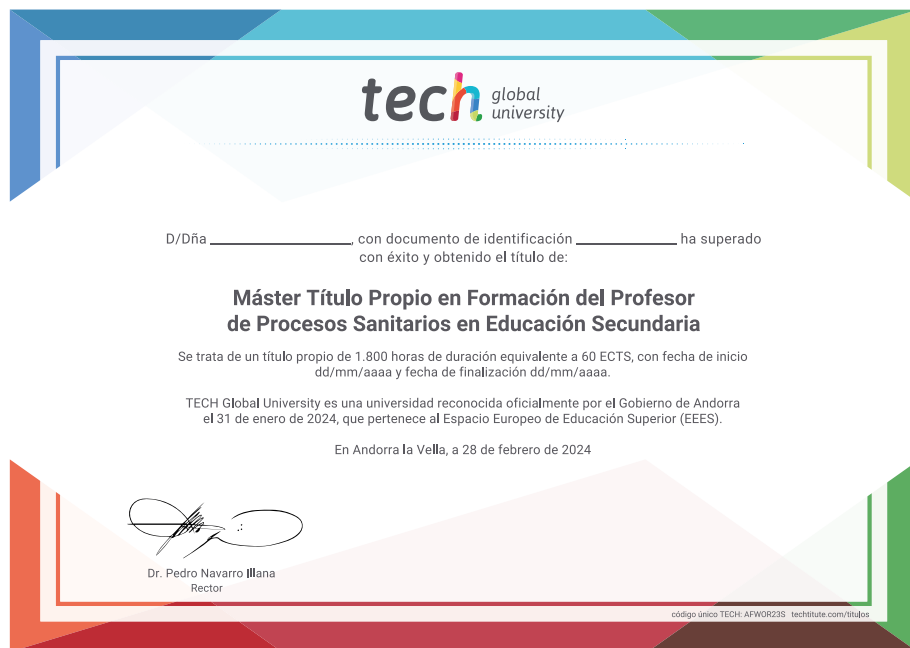 tech global
university
D/Dña ____________________, con documento de identificación ______________ ha superado
con éxito y obtenido el título de:
Máster Título Propio en Formación del Profesor
de Procesos Sanitarios en Educación Secundaria
Se trata de un título propio de 1.800 horas de duración equivalente a 60 ECTS, con fecha de inicio
dd/mm/aaaa y fecha de finalización dd/mm/aaaa.
TECH Global University es una universidad reconocida oficialmente por el Gobierno de Andorra
el 31 de enero de 2024, que pertenece al Espacio Europeo de Educación Superior (EEES).
En Andorra la Vella, a 28 de febrero de 2024
Dr. Pedro Navarro Illana
Rector
código único TECH: AFWOR23S techtitute.com/titulos